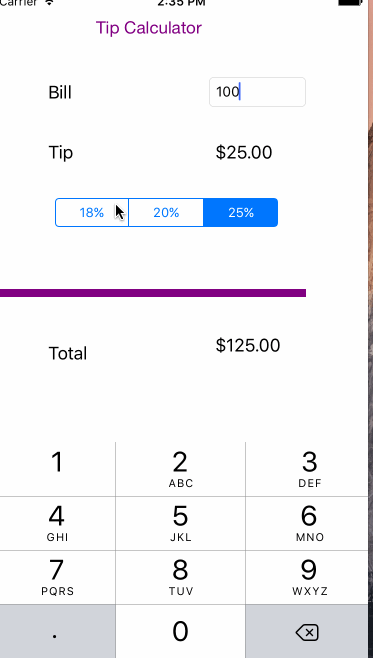 Carrier 2:35 PM
Tip Calculator
Bill 100
Tip $25.00
18% 20% 25%
Total $125.00
1 2 3
ABC DEF
4 5 6
GHI JKL MNO
7 8 9
PQRS TUV WXYZ
. 0